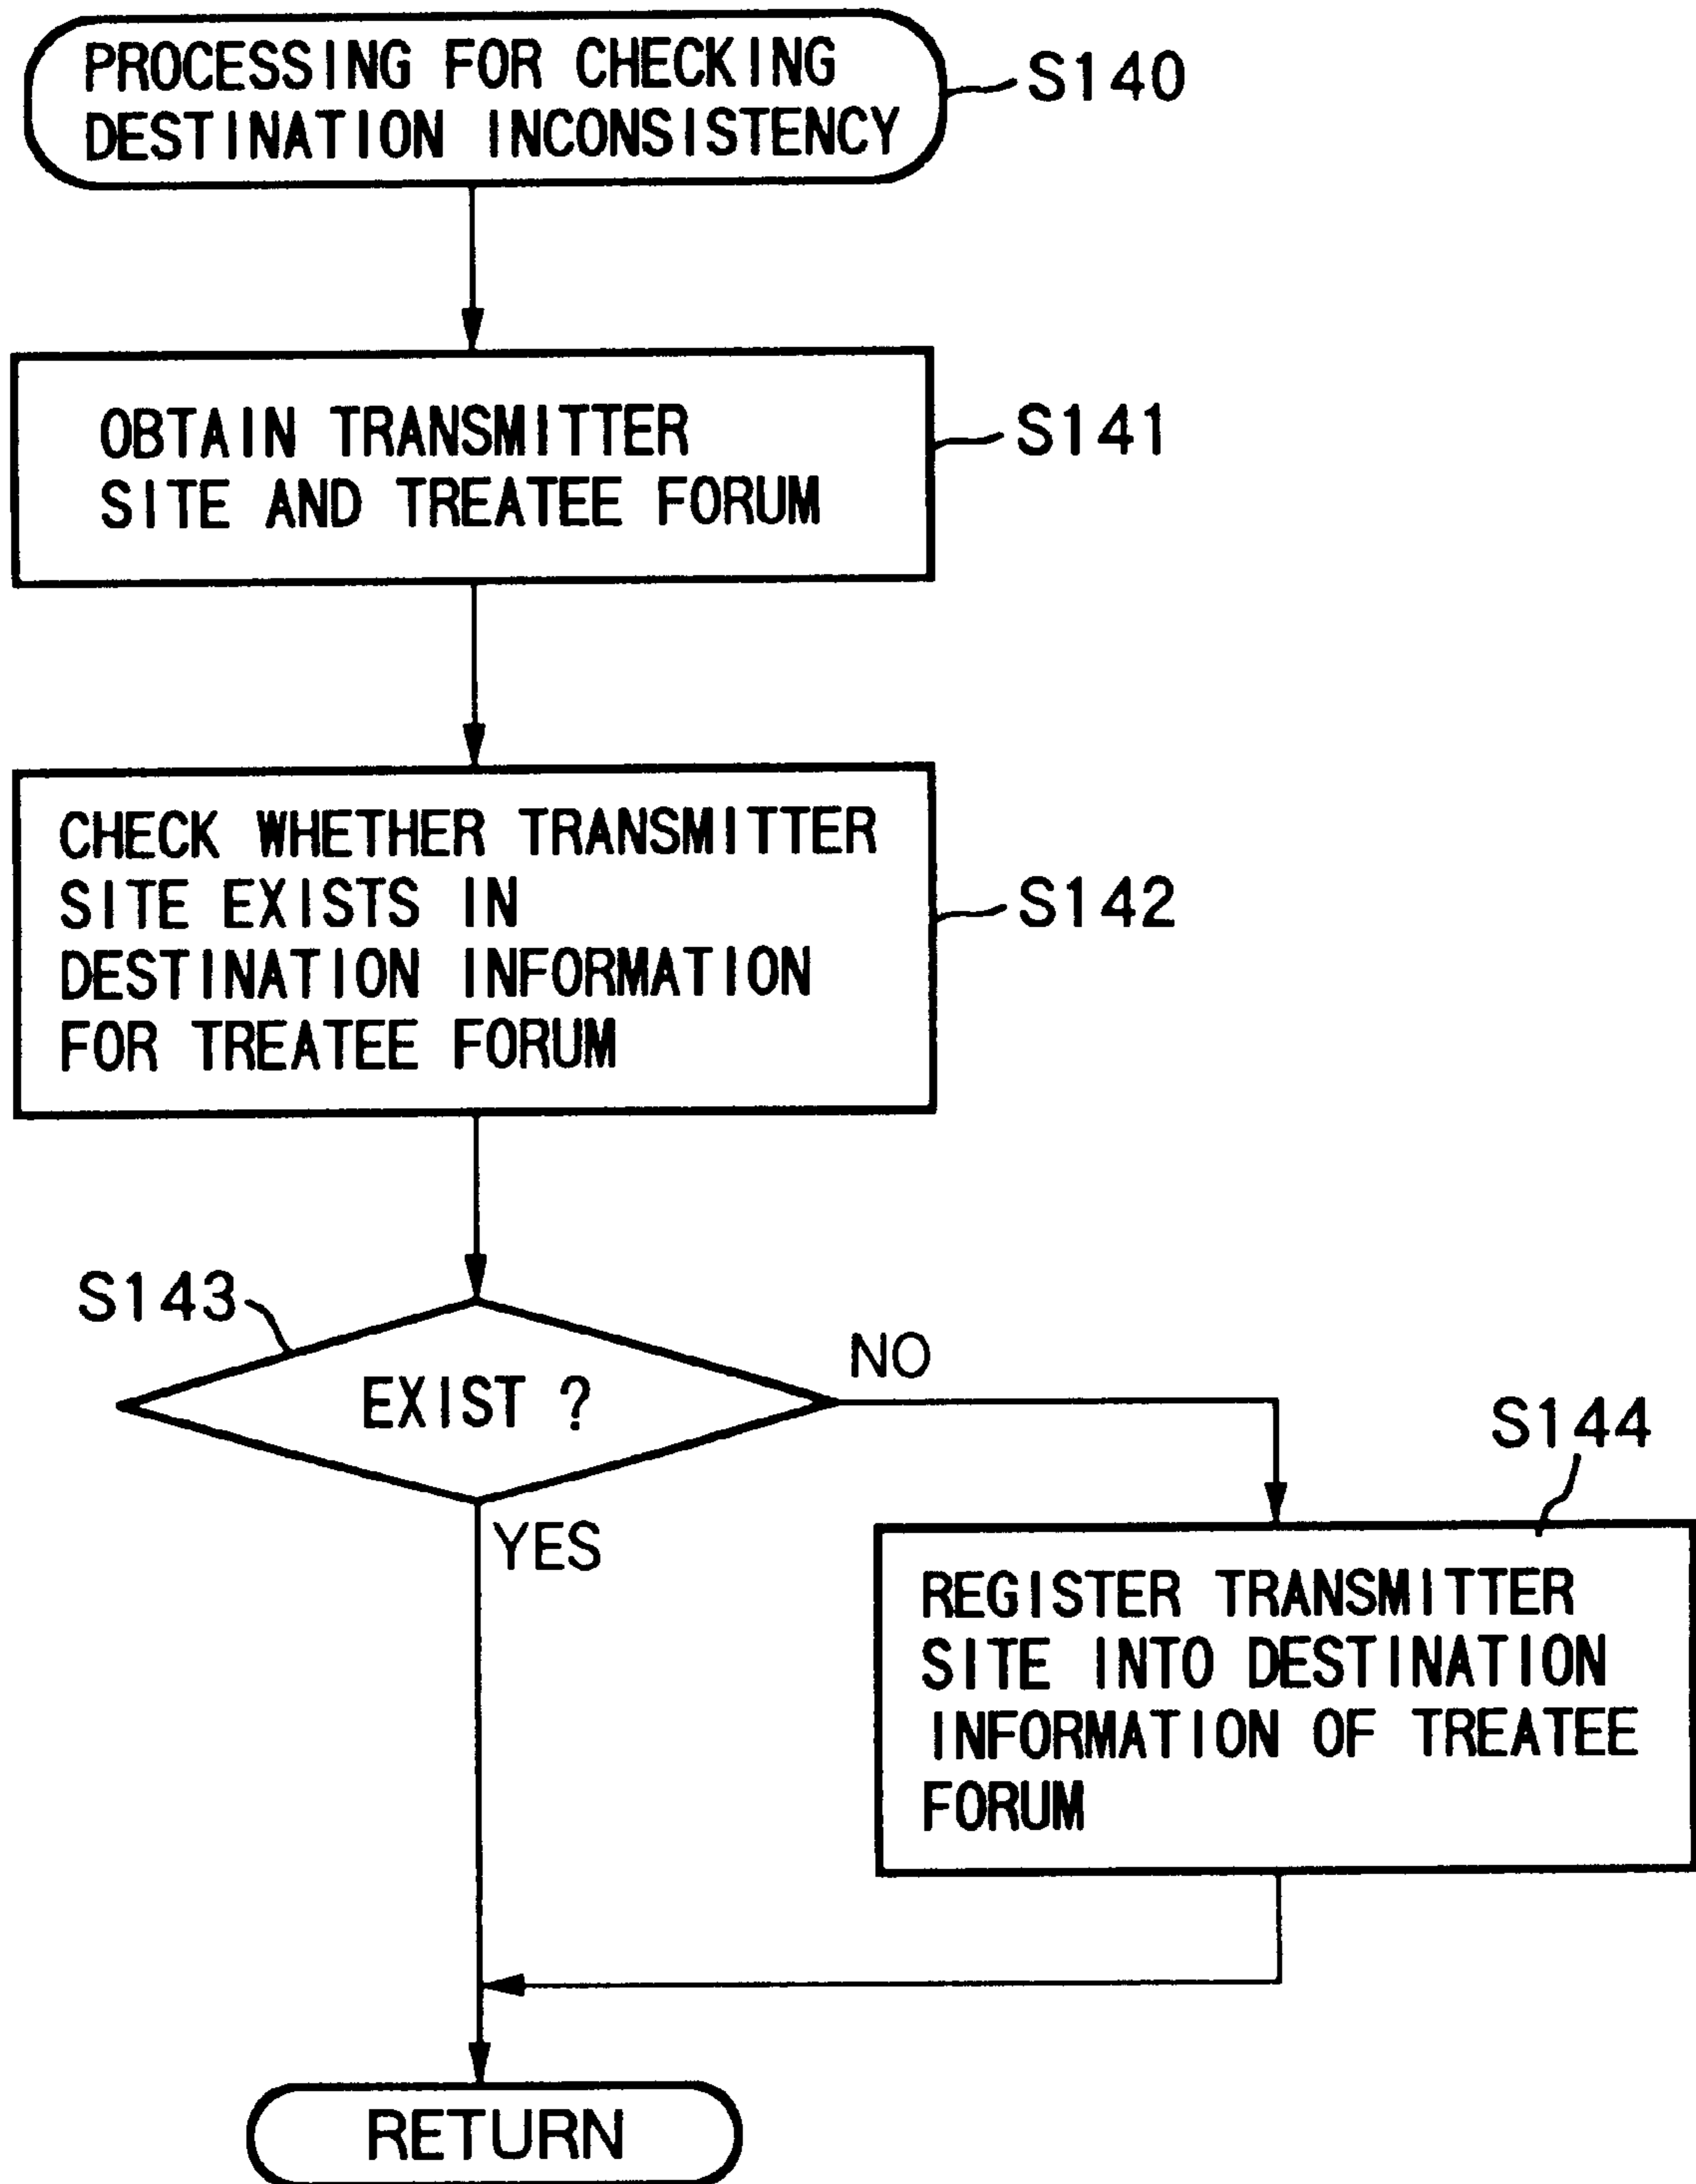 PROCESSING FOR CHECKING
DESTINATION INCONSISTENCY
S140
OBTAIN TRANSMITTER
SITE AND TREATEE FORUM
S141
CHECK WHETHER TRANSMITTER
SITE EXISTS IN
DESTINATION INFORMATION
FOR TREATEE FORUM
S142
S143
EXIST ?
NO
YES
S144
REGISTER TRANSMITTER
SITE INTO DESTINATION
INFORMATION OF TREATEE
FORUM
RETURN